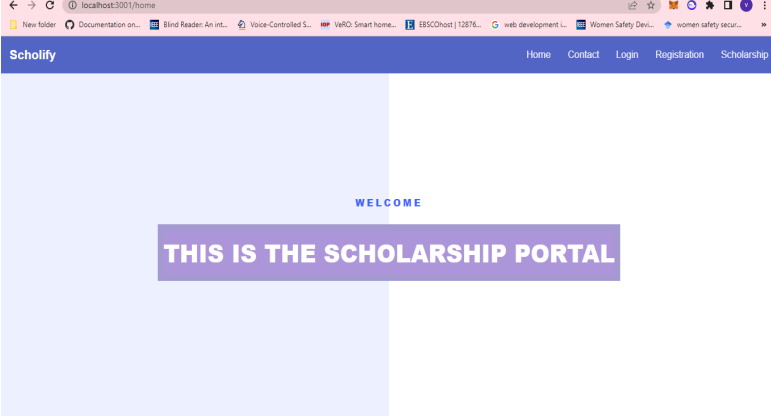 localhost:3001/home
New folder Documentation on... Blind Reader: An int... Voice-Controlled S... VeRO: Smart home... EBSCOhost | 12876... web development i... Women Safety Devi... women safety secur... »
Scholify Home Contact Login Registration Scholarship
WELCOME
THIS IS THE SCHOLARSHIP PORTAL